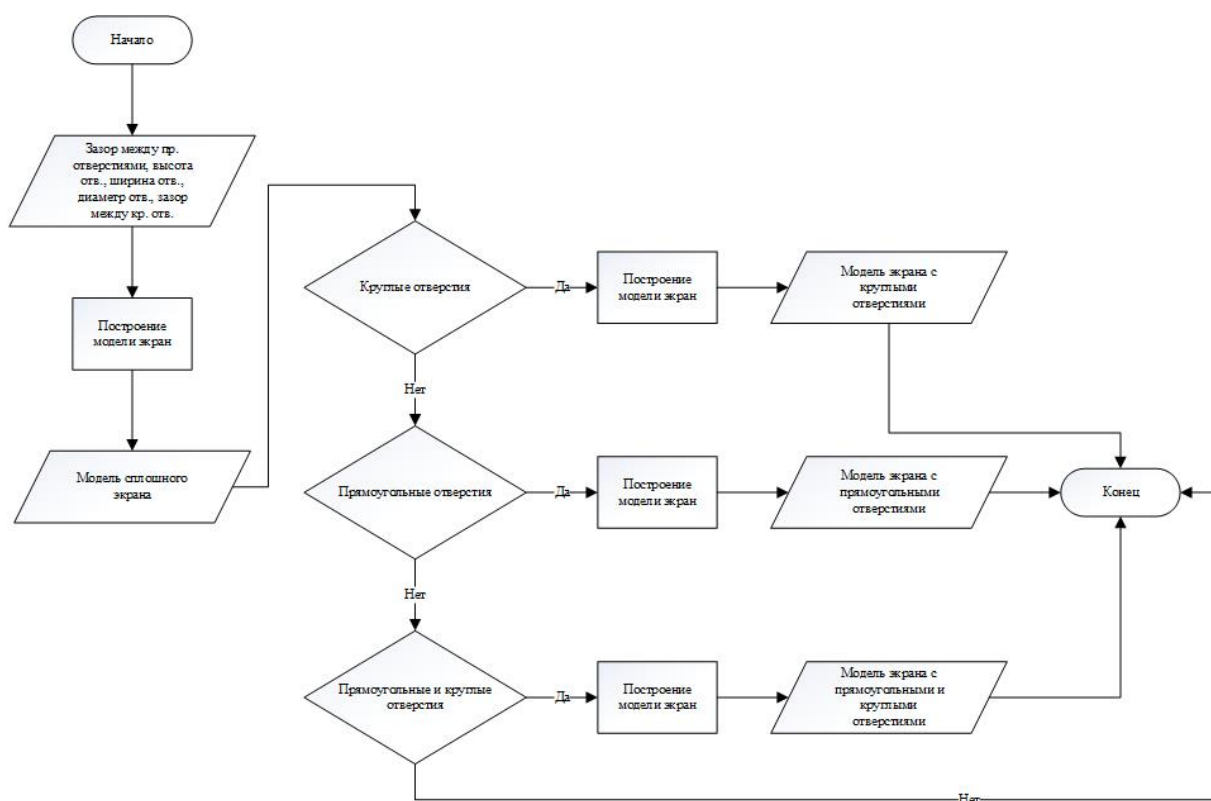 Начало
Зазор между пр.
отверстиями, высота
отв., ширина отв.,
диаметр отв., зазор
между кр. отв.
Построение
модели экран
Модель сплошного
экрана
Круглые отверстия
Да
Построение
модели экран
Модель экрана с
круглыми
отверстиями
Нет
Прямоугольные отверстия
Да
Построение
модели экран
Модель экрана с
прямоугольными
отверстиями
Конец
Нет
Прямоугольные и круглые
отверстия
Да
Построение
модели экран
Модель экрана с
прямоугольными и
круглыми
отверстиями
Нет